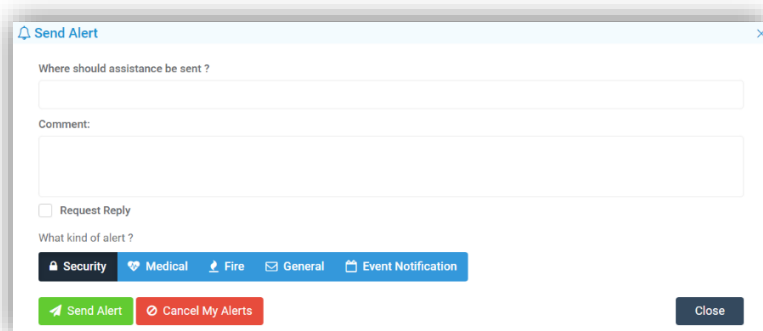 Send Alert
Where should assistance be sent ?
Comment:
Request Reply
What kind of alert ?
Security Medical Fire General Event Notification
Send Alert Cancel My Alerts Close